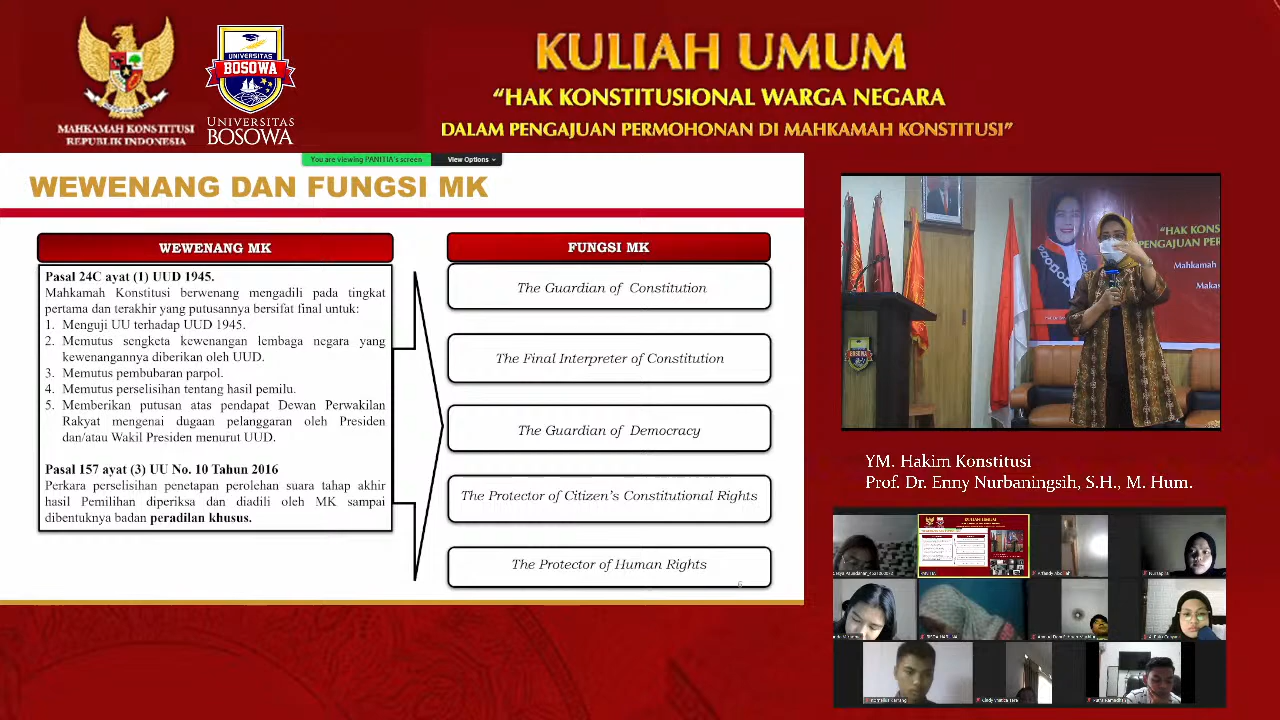 MAHKAMAH KONSTITUSI
REPUBLIK INDONESIA
UNIVERSITAS
BOSOWA
UNIVERSITAS
BOSOWA
KULIAH UMUM
“HAK KONSTITUSIONAL WARGA NEGARA
DALAM PENGAJUAN PERMOHONAN DI MAHKAMAH KONSTITUSI”
You are viewing PANITIA's screen
View Options
WEWENANG DAN FUNGSI MK
WEWENANG MK
Pasal 24C ayat (1) UUD 1945.
Mahkamah Konstitusi berwenang mengadili pada tingkat
pertama dan terakhir yang putusannya bersifat final untuk:
1. Menguji UU terhadap UUD 1945.
2. Memutus sengketa kewenangan lembaga negara yang
kewenangannya diberikan oleh UUD.
3. Memutus pembubaran parpol.
4. Memutus perselisihan tentang hasil pemilu.
5. Memberikan putusan atas pendapat Dewan Perwakilan
Rakyat mengenai dugaan pelanggaran oleh Presiden
dan/atau Wakil Presiden menurut UUD.
Pasal 157 ayat (3) UU No. 10 Tahun 2016
Perkara perselisihan penetapan perolehan suara tahap akhir
hasil Pemilihan diperiksa dan diadili oleh MK sampai
dibentuknya badan peradilan khusus.
FUNGSI MK
The Guardian of Constitution
The Final Interpreter of Constitution
The Guardian of Democracy
The Protector of Citizen’s Constitutional Rights
The Protector of Human Rights
6
“HAK KONS
PENGAJUAN PER
Mahkamah
Makas
BOSOWA
YM. Hakim Konstitusi
Prof. Dr. Enny Nurbaningsih, S.H., M. Hum.